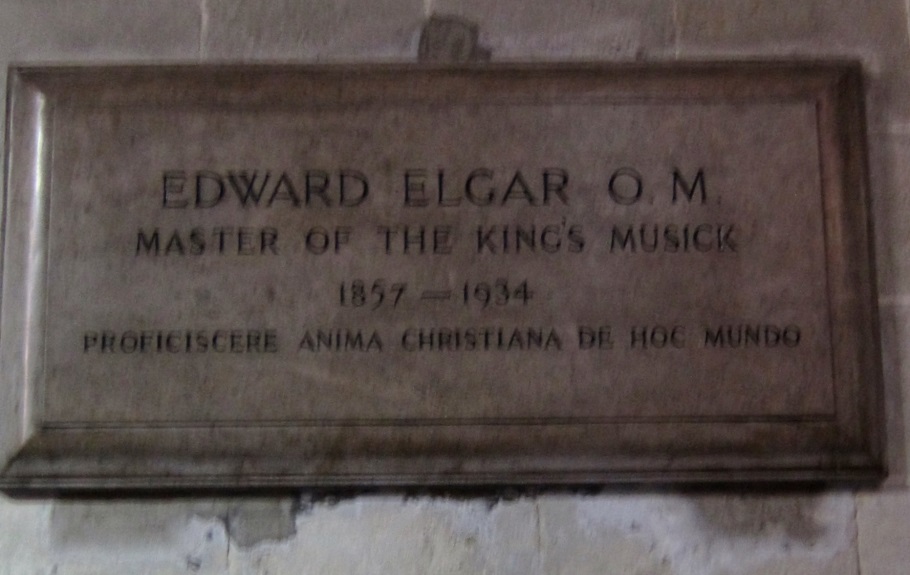 EDWARD ELGAR O.M.
MASTER OF THE KING'S MUSICK
1857 — 1934
PROFICISCERE ANIMA CHRISTIANA DE HOC MUNDO